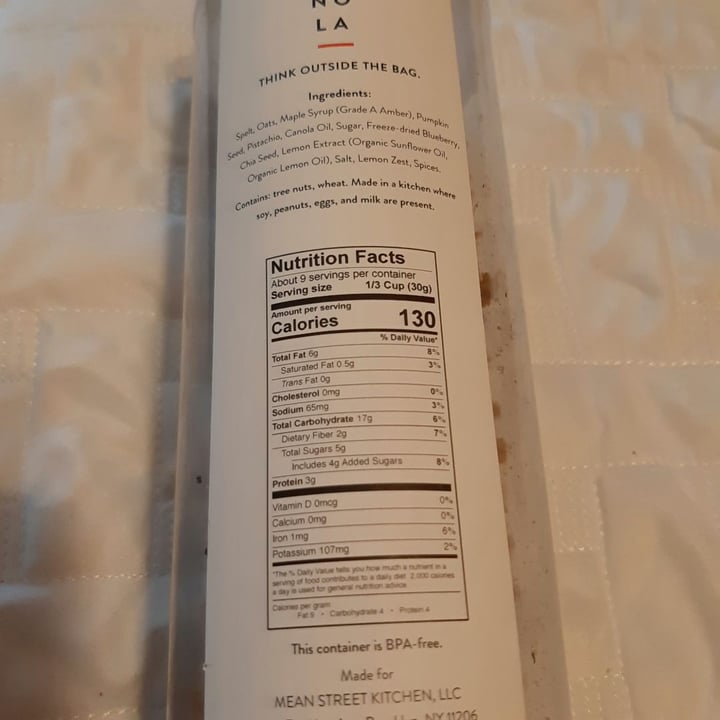 NO
LA
THINK OUTSIDE THE BAG.
Ingredients:
Spelt, Oats, Maple Syrup (Grade A Amber), Pumpkin
Seed, Pistachio, Canola Oil, Sugar, Freeze-dried Blueberry,
Chia Seed, Lemon Extract (Organic Sunflower Oil,
Organic Lemon Oil), Salt, Lemon Zest, Spices.
Contains: tree nuts, wheat. Made in a kitchen where
soy, peanuts, eggs, and milk are present.
Nutrition Facts
About 9 servings per container
Serving size 1/3 Cup (30g)
Amount per serving
Calories 130
% Daily Value*
Total Fat 6g 8%
Saturated Fat 0.5g 3%
Trans Fat 0g
Cholesterol 0mg 0%
Sodium 65mg 3%
Total Carbohydrate 17g 6%
Dietary Fiber 2g 7%
Total Sugars 5g
Includes 4g Added Sugars 8%
Protein 3g
Vitamin D 0mcg 0%
Calcium 0mg 0%
Iron 1mg 6%
Potassium 107mg 2%
*The % Daily Value tells you how much a nutrient in a
serving of food contributes to a daily diet. 2,000 calories
a day is used for general nutrition advice.
Calories per gram:
Fat 9 • Carbohydrate 4 • Protein 4
This container is BPA-free.
Made for
MEAN STREET KITCHEN, LLC
NY 11206